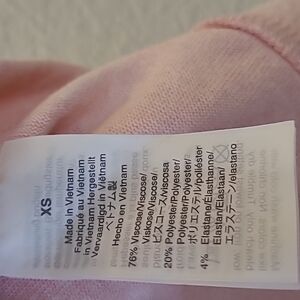 XS
Made in Vietnam
Fabriqué au Vietnam
in Vietnam Hergestellt
Vervaardigd in Viëtnam
ベトナム製
Hecho en Vietnam
76% Viscose/Viscose/
Viskose/Viscose/
ビスコース/viscosa
20% Polyester/Polyester/
Polyester/Polyester/
ポリエステル/poliéster
4% Elastane/Élasthanne/
Elastan/Elastaan/
エラスターン/elastano